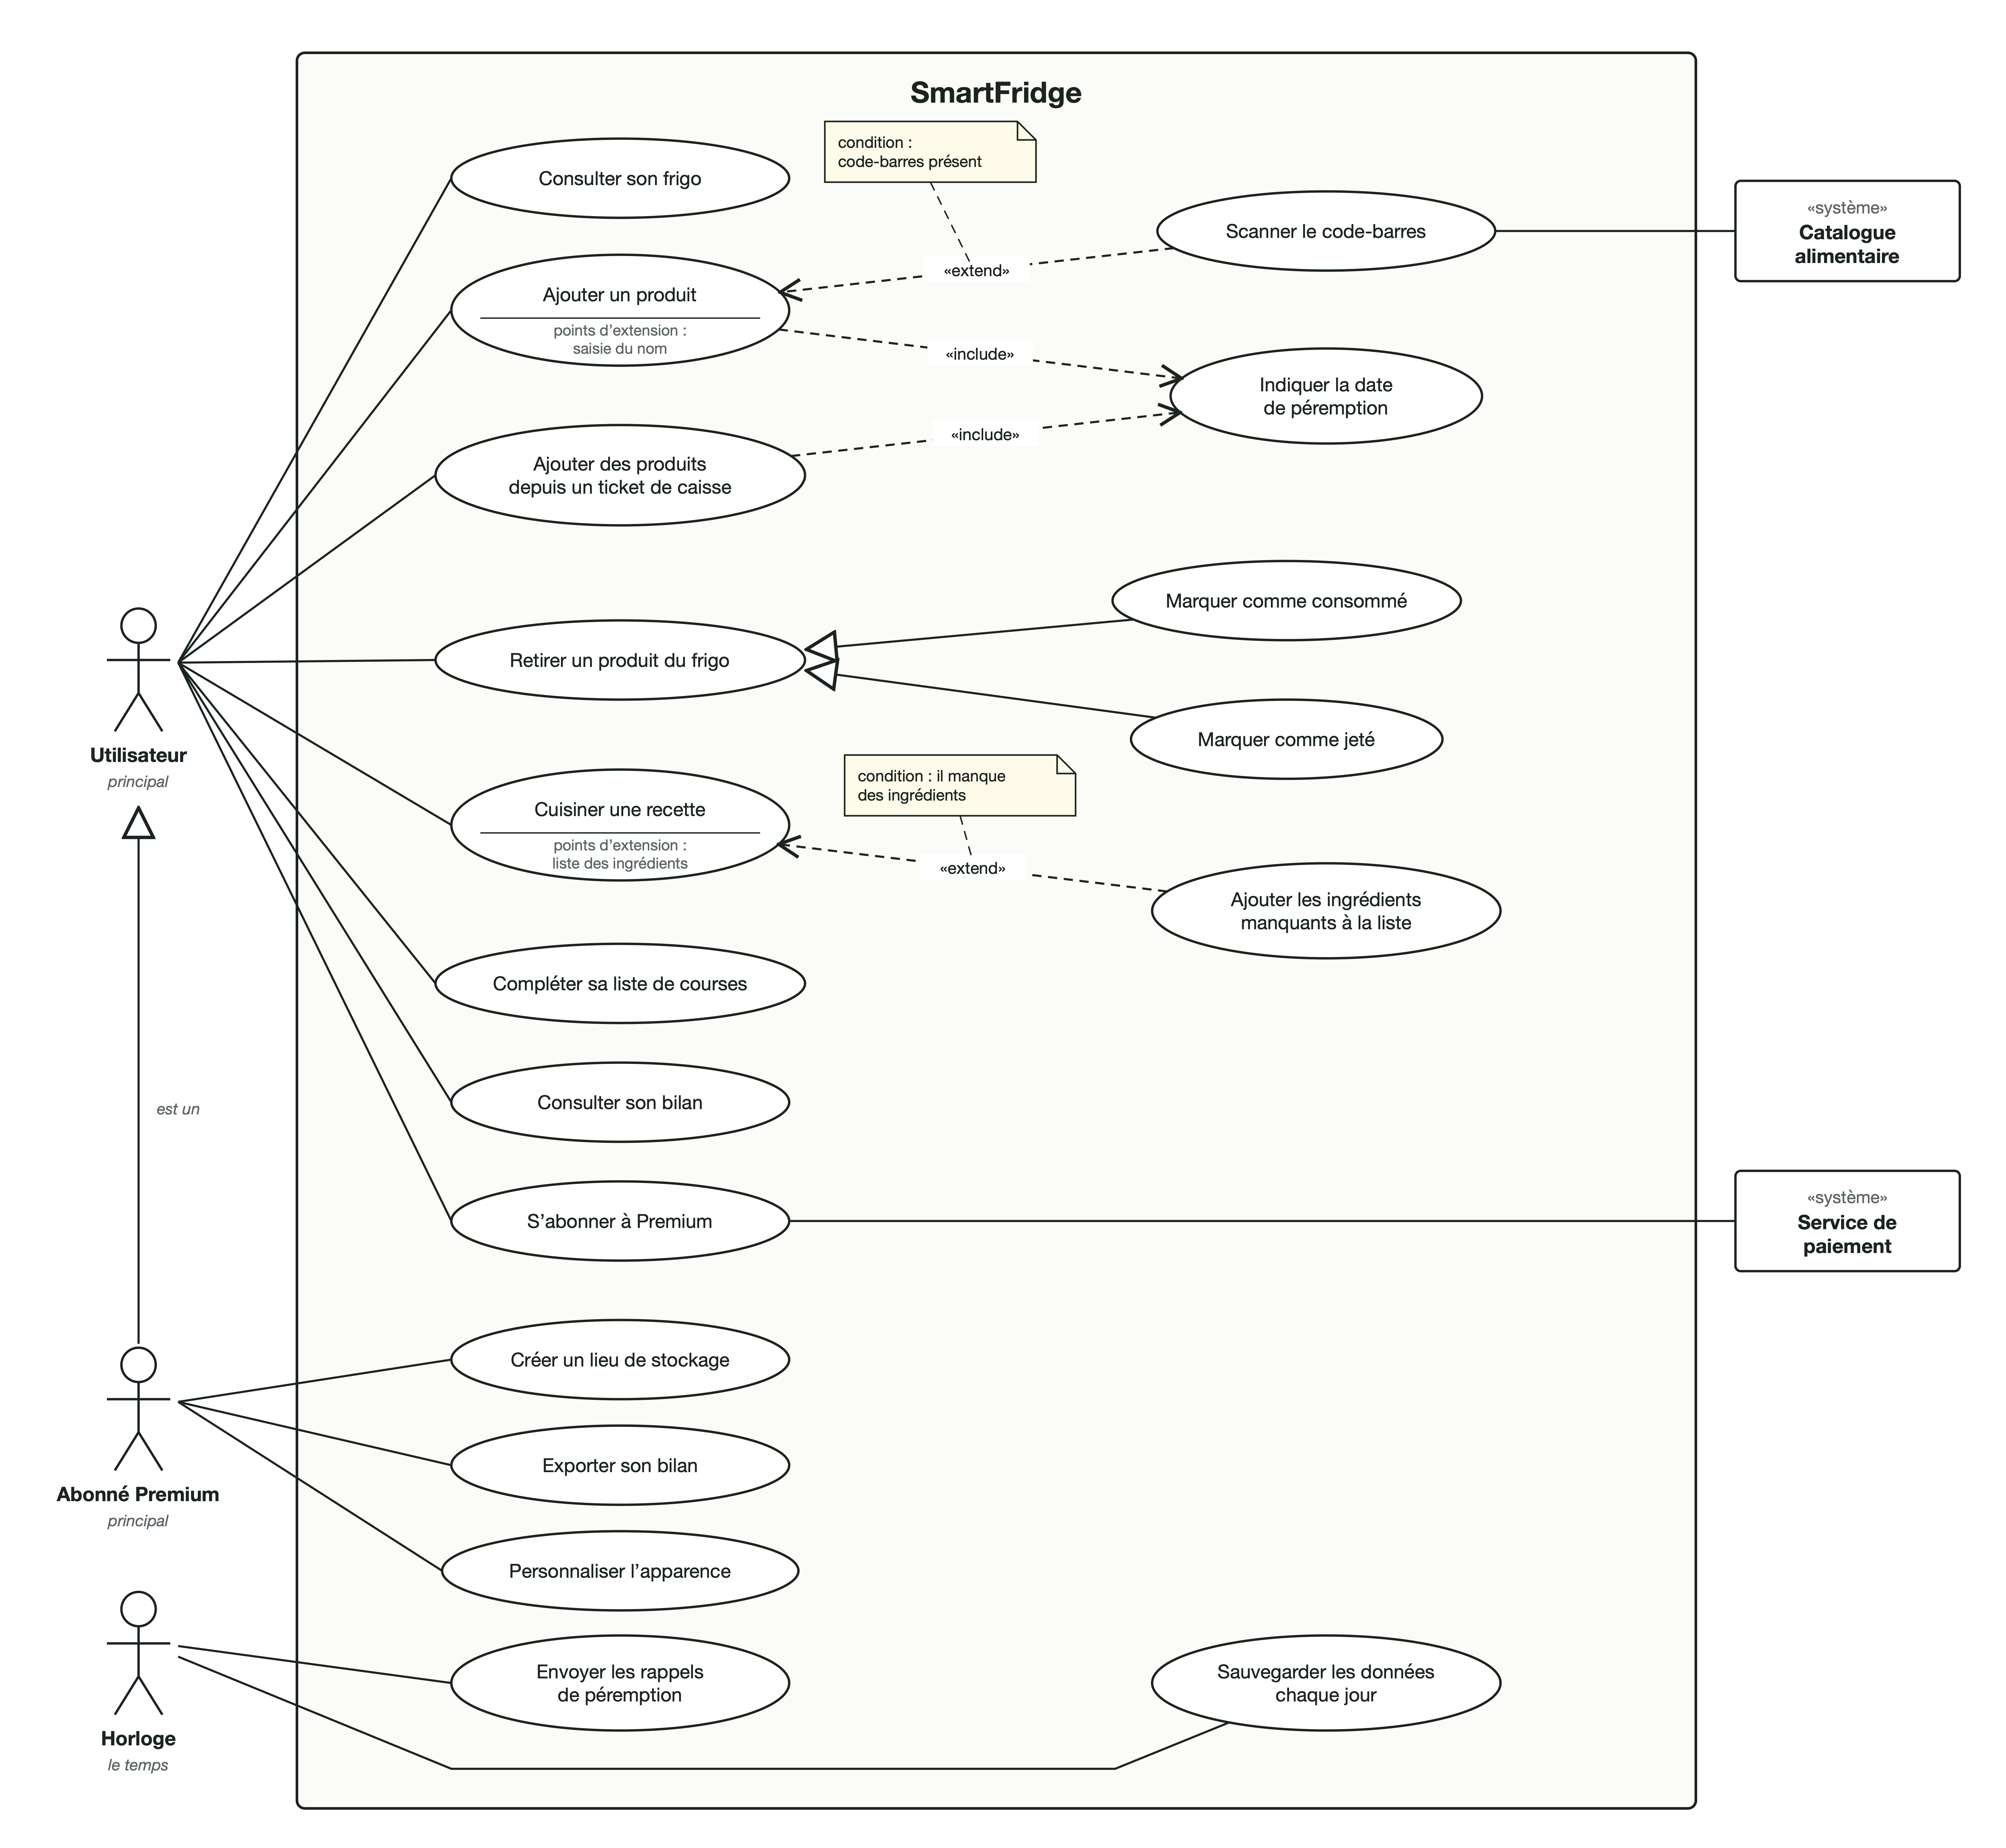 SmartFridge
condition :
code-barres présent
Consulter son frigo
Scanner le code-barres
«système»
Catalogue
alimentaire
«extend»
Ajouter un produit
points d’extension :
saisie du nom
«include»
Indiquer la date
de péremption
«include»
Ajouter des produits
depuis un ticket de caisse
Marquer comme consommé
Retirer un produit du frigo
Marquer comme jeté
Utilisateur
principal
condition : il manque
des ingrédients
Cuisiner une recette
points d’extension :
liste des ingrédients
«extend»
Ajouter les ingrédients
manquants à la liste
Compléter sa liste de courses
Consulter son bilan
est un
S’abonner à Premium
«système»
Service de
paiement
Créer un lieu de stockage
Exporter son bilan
Abonné Premium
principal
Personnaliser l’apparence
Envoyer les rappels
de péremption
Sauvegarder les données
chaque jour
Horloge
le temps